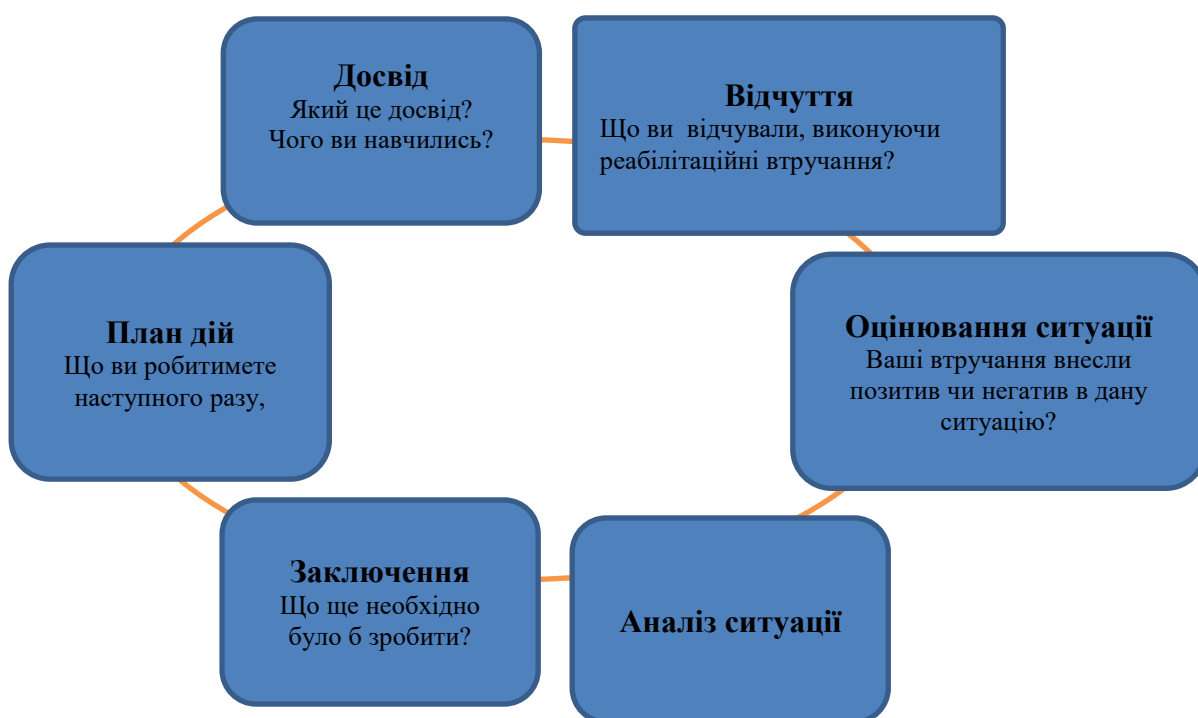 Досвід
Який це досвід?
Чого ви навчились?
Відчуття
Що ви відчували, виконуючи
реабілітаційні втручання?
Оцінювання ситуації
Ваші втручання внесли
позитив чи негатив в дану
ситуацію?
Аналіз ситуації
Заключення
Що ще необхідно
було б зробити?
План дій
Що ви робитимете
наступного разу,